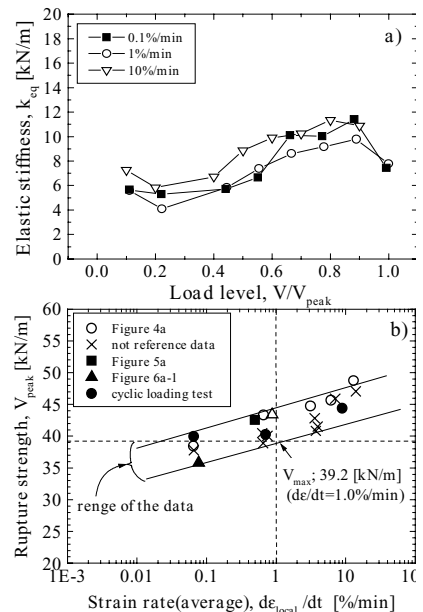 a)
0.1%/min
1%/min
10%/min
Elastic stiffness, k_eq [kN/m]
20
18
16
14
12
10
8
6
4
2
0
0.0 0.2 0.4 0.6 0.8 1.0
Load level, V/V_peak
b)
Figure 4a
not reference data
Figure 5a
Figure 6a-1
cyclic loading test
Rupture strength, V_peak [kN/m]
60
55
50
45
40
35
30
25
20
V_max; 39.2 [kN/m]
(dε/dt=1.0%/min)
renge of the data
1E-3 0.01 0.1 1 10 100
Strain rate(average), dε_local/dt [%/min]